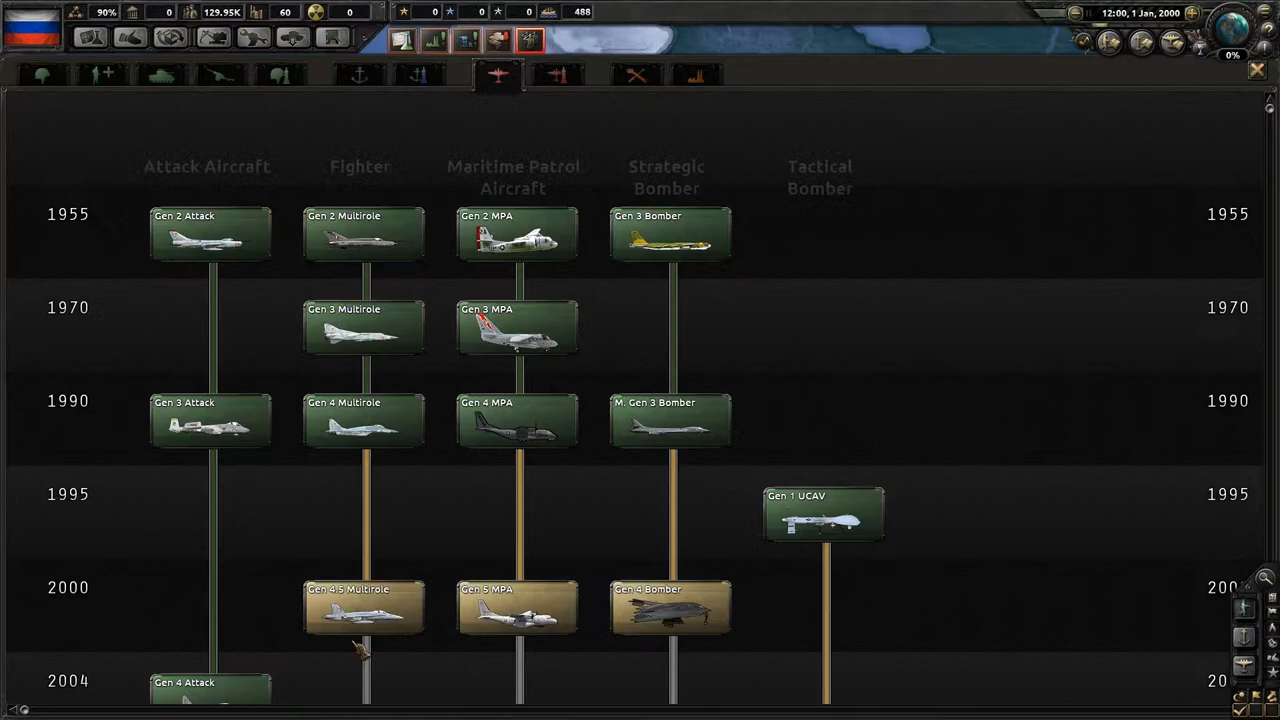 90%
0
129.95K
60
0
0
0
0
488
12:00, 1 Jan, 2000
0%
Attack Aircraft
Fighter
Maritime Patrol
Aircraft
Strategic
Bomber
Tactical
Bomber
1955
Gen 2 Attack
Gen 2 Multirole
Gen 2 MPA
Gen 3 Bomber
1955
1970
Gen 3 Multirole
Gen 3 MPA
1970
1990
Gen 3 Attack
Gen 4 Multirole
Gen 4 MPA
M. Gen 3 Bomber
1990
1995
Gen 1 UCAV
1995
2000
Gen 4.5 Multirole
Gen 5 MPA
Gen 4 Bomber
200
2004
Gen 4 Attack
20